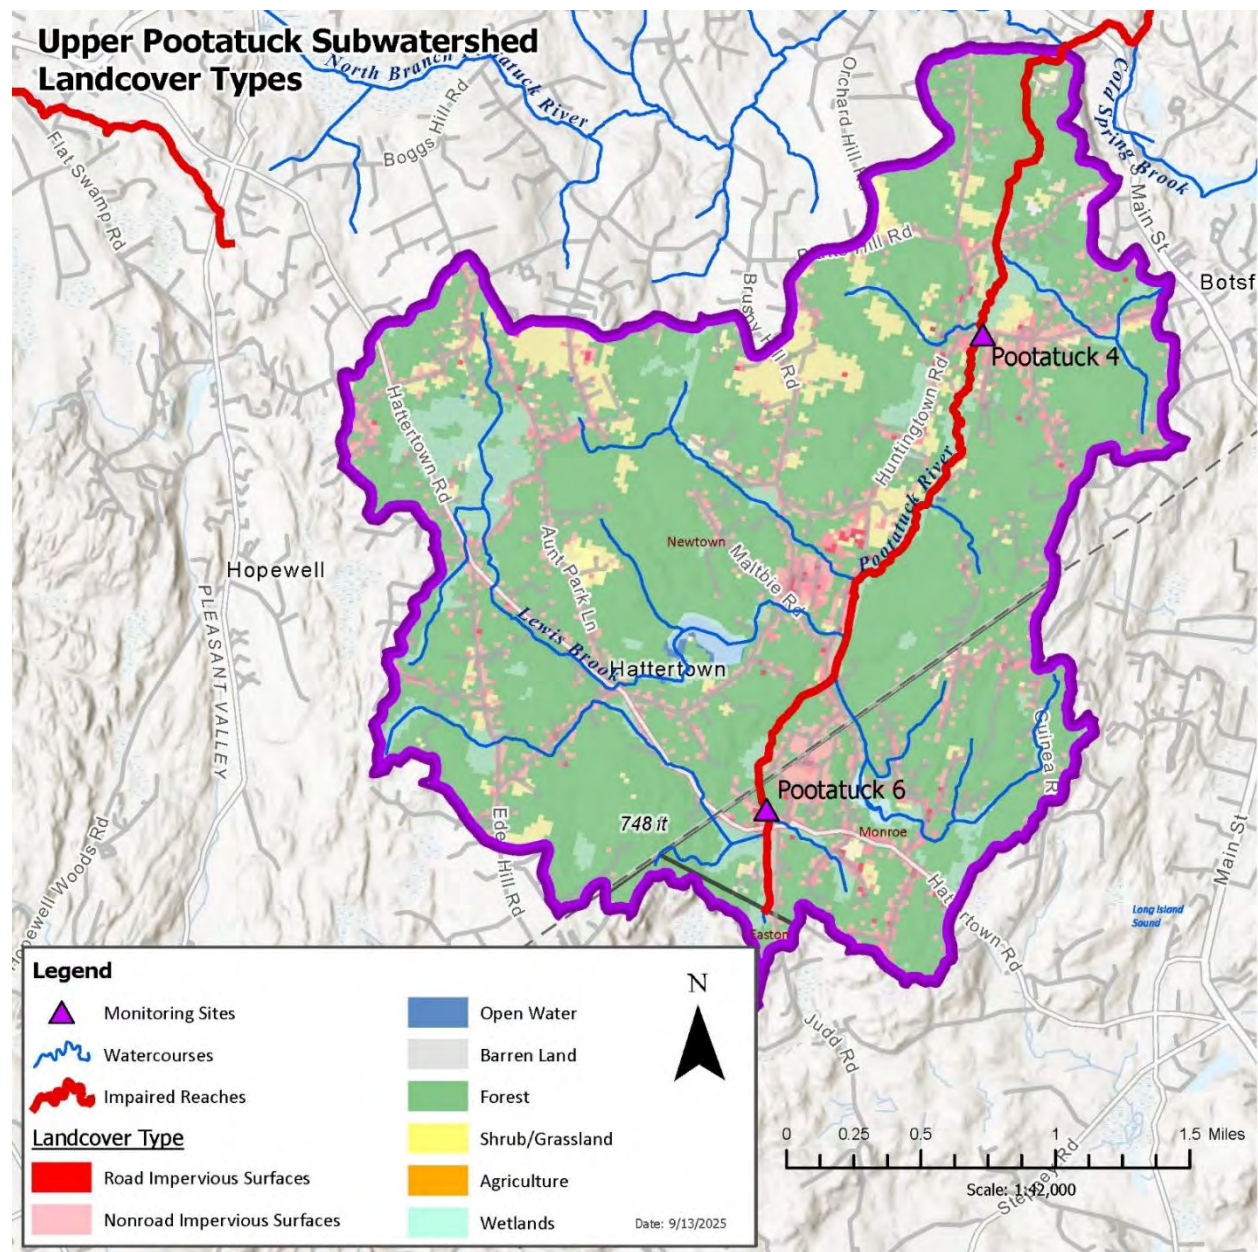 Upper Pootatuck Subwatershed
Landcover Types
North Branch
River
Boggs Hill Rd
Flat Swamp Rd
Orchard Hill
Cold Spring Brook
S Main St
Botsf
Hill Rd
Hill Rd
Pootatuck 4
Huntingtown Rd
Hattertown Rd
Pootatuck River
Newtown
Maltbie Rd
Aunt Park Ln
Hopewell
PLEASANT VALLEY
Lewis Brook
Hattertown
Guinea R
Pootatuck 6
748 ft
Monroe
Hill Rd
Hopewell Woods Rd
Hattertown Rd
Main St
Long Island
Sound
Easton
Judd Rd
Stepney Rd
Legend
Monitoring Sites
Watercourses
Impaired Reaches
Landcover Type
Road Impervious Surfaces
Nonroad Impervious Surfaces
Open Water
Barren Land
Forest
Shrub/Grassland
Agriculture
Wetlands
N
Date: 9/13/2025
0 0.25 0.5 1 1.5 Miles
Scale: 1:42,000